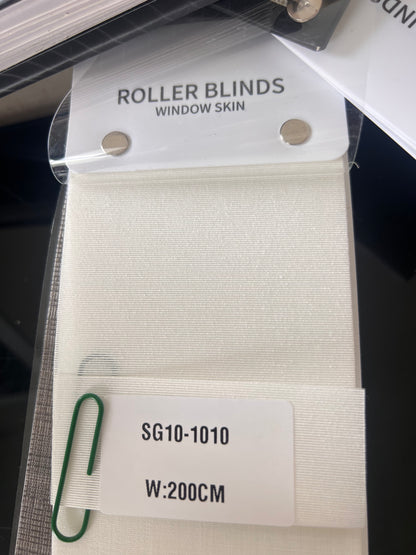 ROLLER BLINDS
WINDOW SKIN
SG10-1010
W:200CM